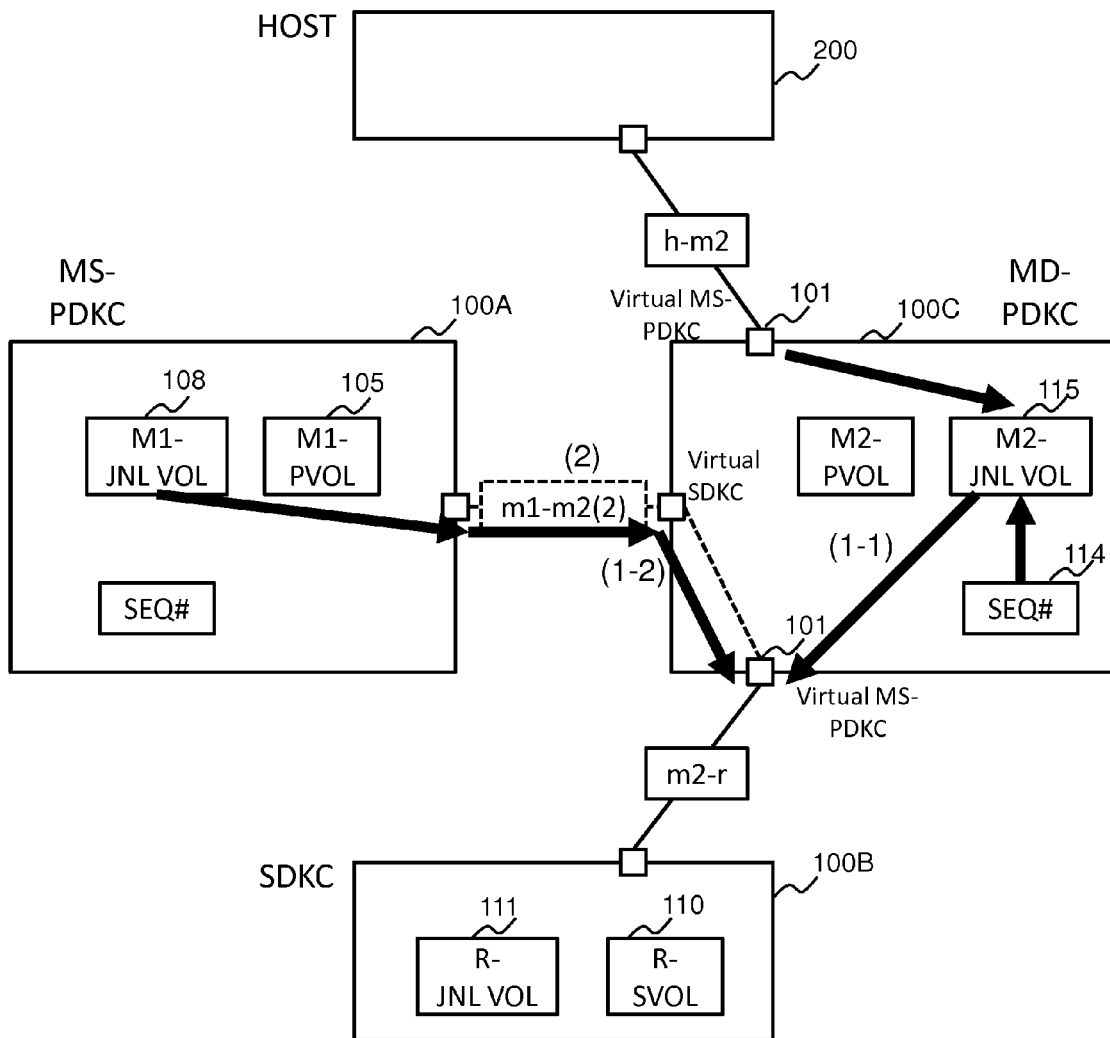 HOST
200
h-m2
MS-
PDKC
MD-
PDKC
Virtual MS-
PDKC
101
100A
100C
108
105
115
M1-
JNL VOL
M1-
PVOL
M2-
PVOL
M2-
JNL VOL
(2)
Virtual
SDKC
m1-m2(2)
(1-2)
(1-1)
114
SEQ#
SEQ#
101
Virtual MS-
PDKC
m2-r
SDKC
100B
111
110
R-
JNL VOL
R-
SVOL